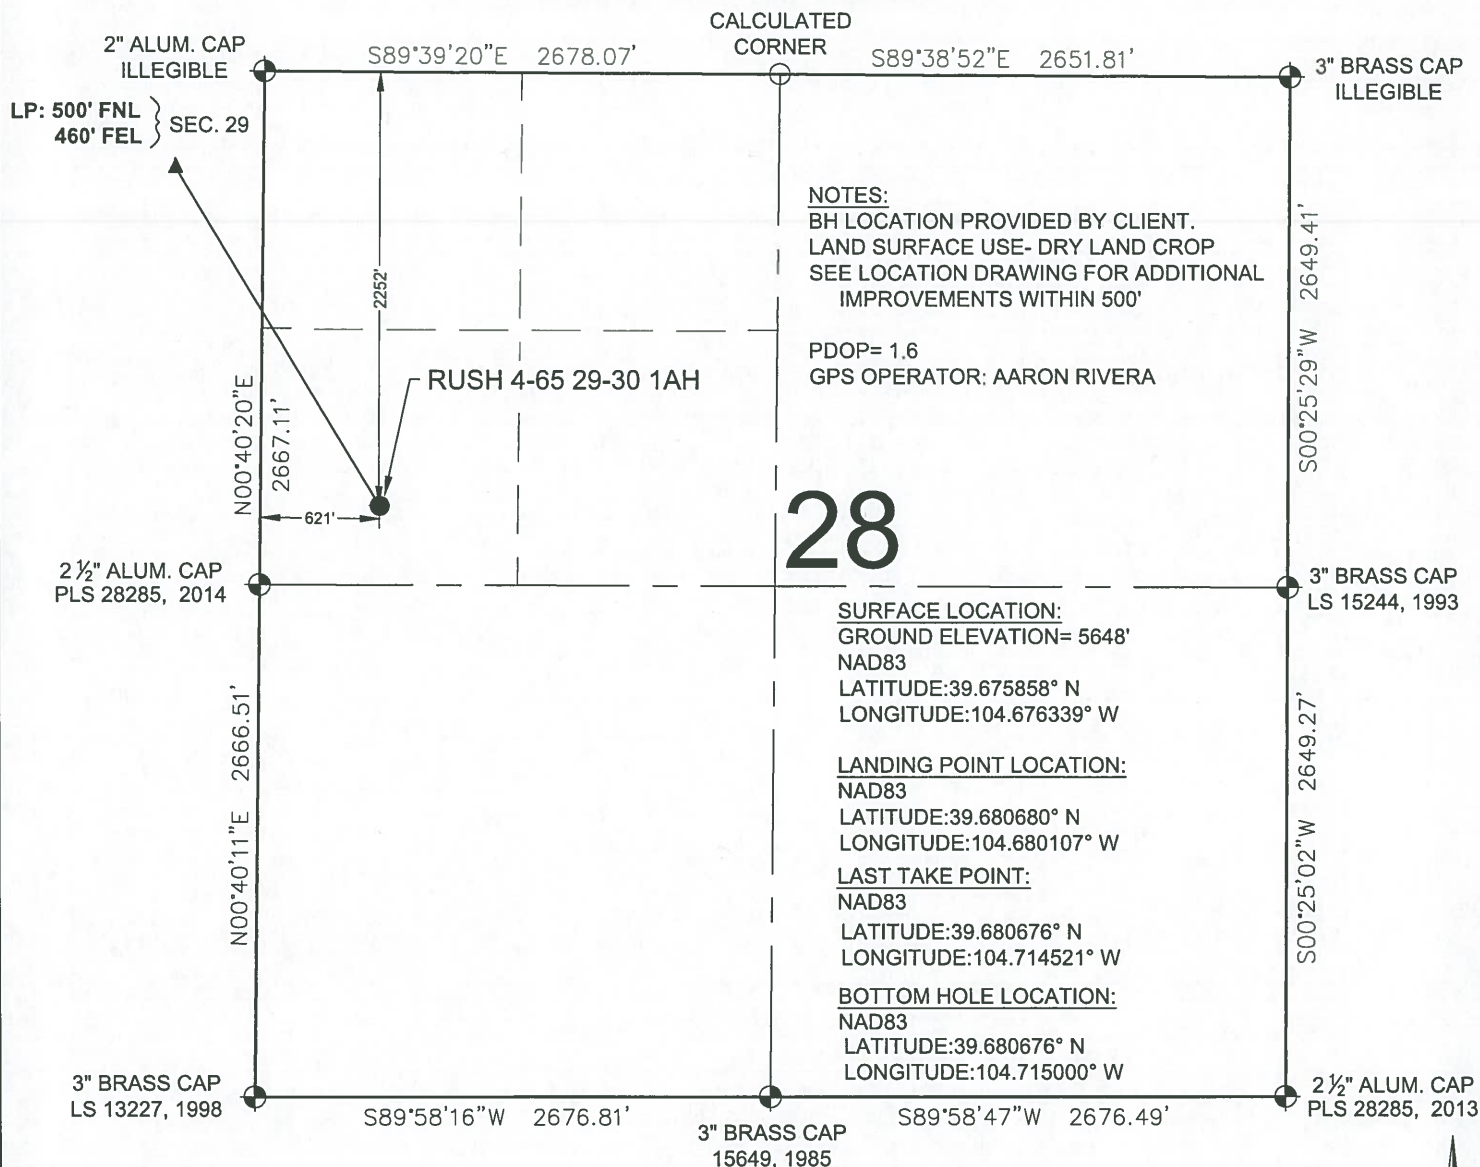 CALCULATED
CORNER
2" ALUM. CAP
ILLEGIBLE
S89°39'20"E 2678.07'
S89°38'52"E 2651.81'
3" BRASS CAP
ILLEGIBLE
LP: 500' FNL
460' FEL } SEC. 29
NOTES:
BH LOCATION PROVIDED BY CLIENT.
LAND SURFACE USE- DRY LAND CROP
SEE LOCATION DRAWING FOR ADDITIONAL
IMPROVEMENTS WITHIN 500'
PDOP= 1.6
GPS OPERATOR: AARON RIVERA
2252'
S00°25'29"W 2649.41'
RUSH 4-65 29-30 1AH
N00°40'20"E
2667.11'
621'
28
2 ½" ALUM. CAP
PLS 28285, 2014
3" BRASS CAP
LS 15244, 1993
SURFACE LOCATION:
GROUND ELEVATION= 5648'
NAD83
LATITUDE:39.675858° N
LONGITUDE:104.676339° W
LANDING POINT LOCATION:
NAD83
LATITUDE:39.680680° N
LONGITUDE:104.680107° W
LAST TAKE POINT:
NAD83
LATITUDE:39.680676° N
LONGITUDE:104.714521° W
BOTTOM HOLE LOCATION:
NAD83
LATITUDE:39.680676° N
LONGITUDE:104.715000° W
N00°40'11"E 2666.51'
S00°25'02"W 2649.27'
3" BRASS CAP
LS 13227, 1998
S89°58'16"W 2676.81'
3" BRASS CAP
15649, 1985
S89°58'47"W 2676.49'
2 ½" ALUM. CAP
PLS 28285, 2013